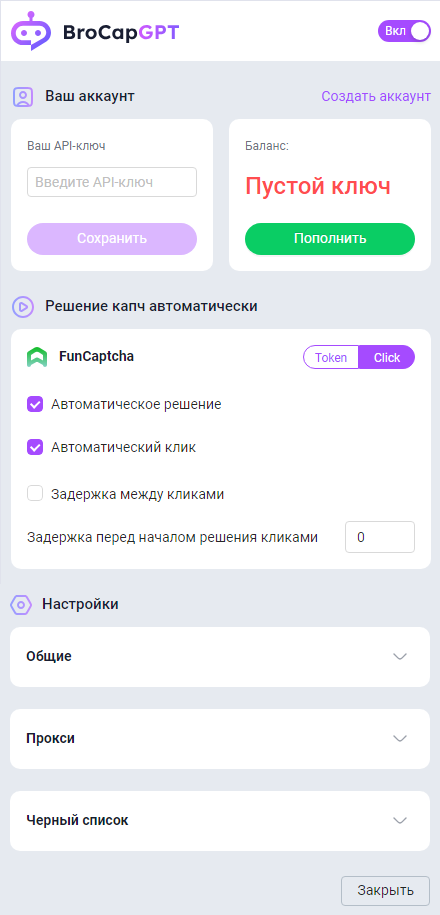 BroCapGPT
Вкл
Ваш аккаунт
Создать аккаунт
Ваш API-ключ
Введите API-ключ
Сохранить
Баланс:
Пустой ключ
Пополнить
Решение капч автоматически
FunCaptcha
Token
Click
Автоматическое решение
Автоматический клик
Задержка между кликами
Задержка перед началом решения кликами
0
Настройки
Общие
Прокси
Черный список
Закрыть